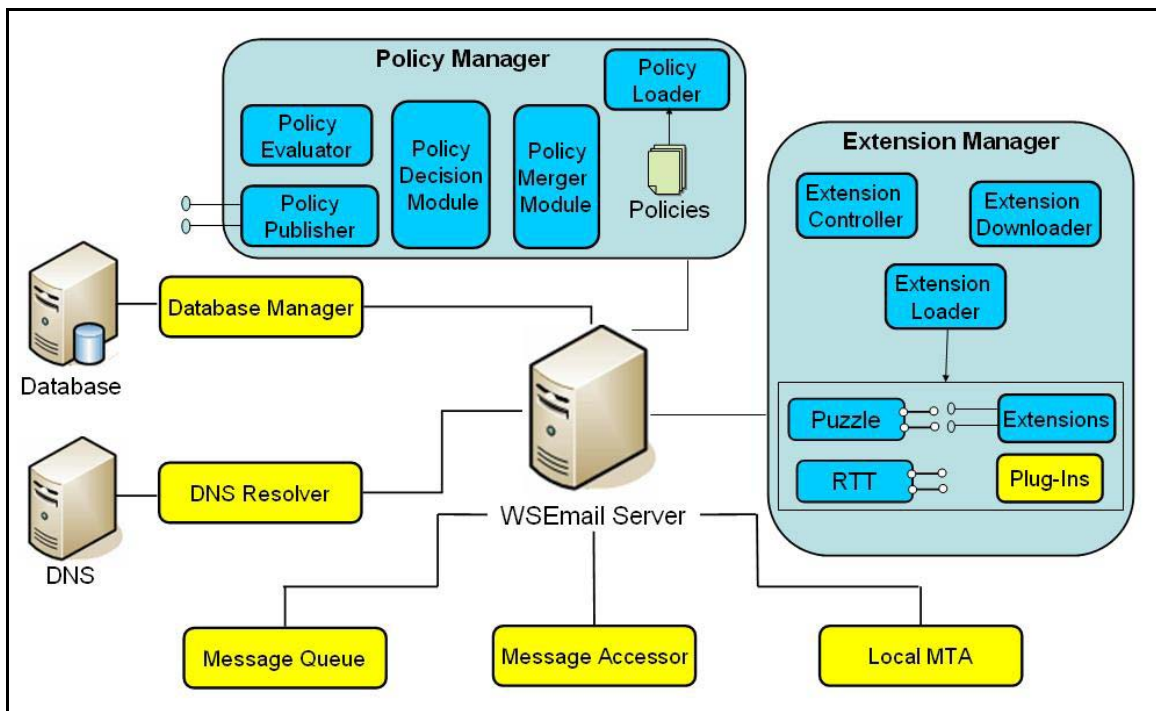 Policy Manager
Policy
Loader
Policy
Evaluator
Policy
Decision
Module
Policy
Merger
Module
Policies
Policy
Publisher
Extension Manager
Extension
Controller
Extension
Downloader
Extension
Loader
Puzzle
Extensions
RTT
Plug-Ins
Database Manager
Database
DNS Resolver
DNS
WSEmail Server
Message Queue
Message Accessor
Local MTA